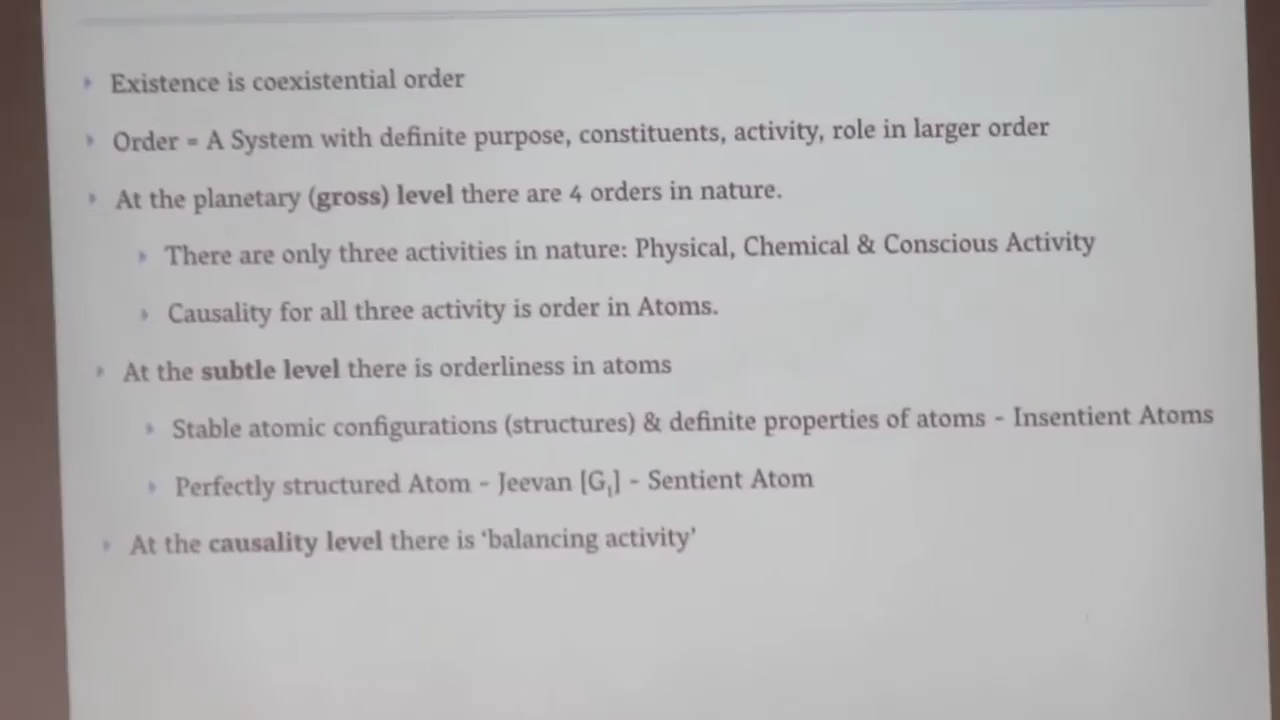 Existence is coexistential order
Order = A System with definite purpose, constituents, activity, role in larger order
At the planetary (gross) level there are 4 orders in nature.
There are only three activities in nature: Physical, Chemical & Conscious Activity
Causality for all three activity is order in Atoms.
At the subtle level there is orderliness in atoms
Stable atomic configurations (structures) & definite properties of atoms - Insentient Atoms
Perfectly structured Atom - Jeevan [G₁] - Sentient Atom
At the causality level there is ‘balancing activity’